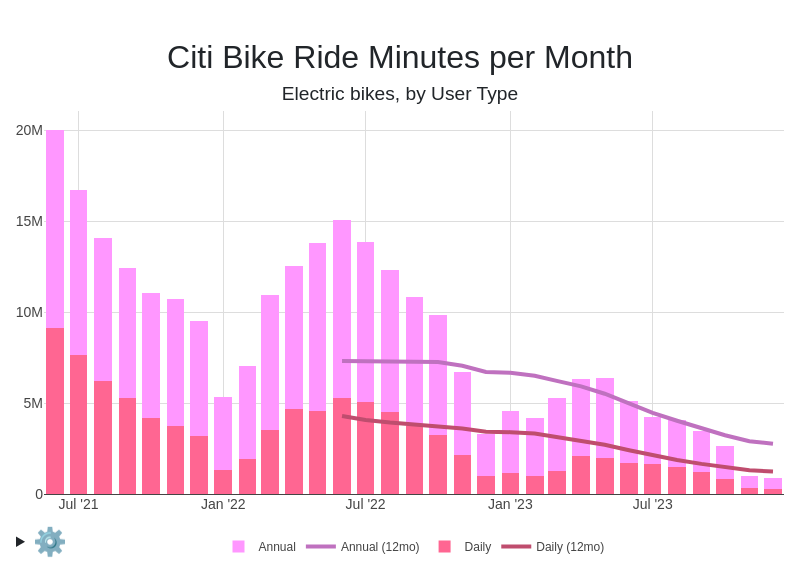 Citi Bike Ride Minutes per Month
Electric bikes, by User Type
20M
15M
10M
5M
0
Jul '21
Jan '22
Jul '22
Jan '23
Jul '23
Annual
Annual (12mo)
Daily
Daily (12mo)